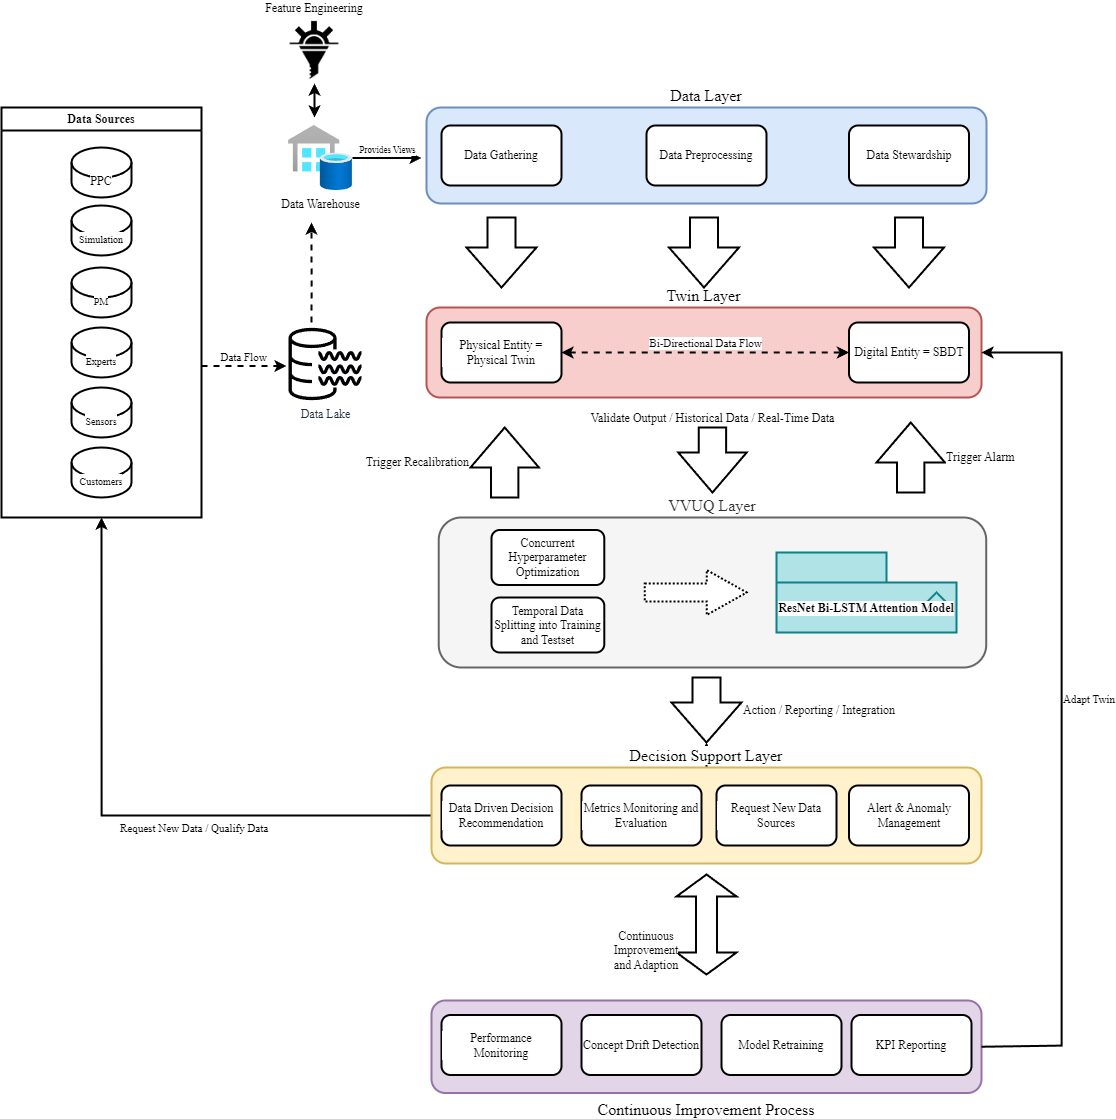 Feature Engineering
Data Sources
PPC
Simulation
PM
Experts
Sensors
Customers
Data Flow
Data Lake
Data Warehouse
Provides Views
Data Layer
Data Gathering
Data Preprocessing
Data Stewardship
Twin Layer
Physical Entity =
Physical Twin
Bi-Directional Data Flow
Digital Entity = SBDT
Validate Output / Historical Data / Real-Time Data
Trigger Recalibration
Trigger Alarm
VVUQ Layer
Concurrent
Hyperparameter
Optimization
Temporal Data
Splitting into Training
and Testset
ResNet Bi-LSTM Attention Model
Action / Reporting / Integration
Adapt Twin
Decision Support Layer
Data Driven Decision
Recommendation
Metrics Monitoring and
Evaluation
Request New Data
Sources
Alert & Anomaly
Management
Request New Data / Qualify Data
Continuous
Improvement
and Adaption
Performance
Monitoring
Concept Drift Detection
Model Retraining
KPI Reporting
Continuous Improvement Process